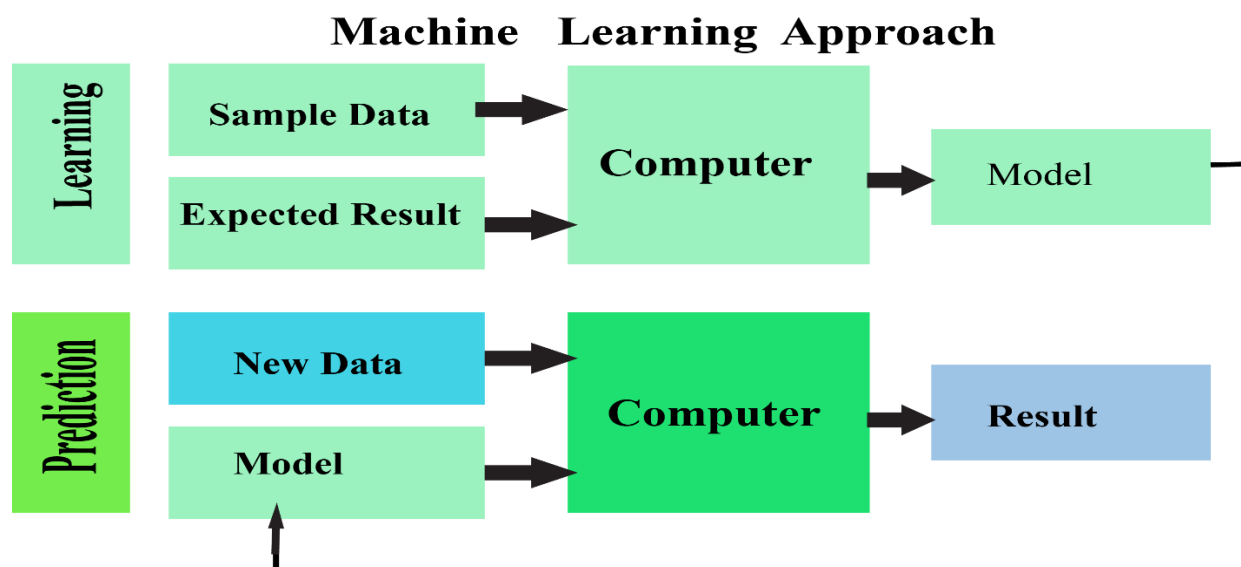 Machine Learning Approach
Learning
Sample Data
Expected Result
Computer
Model
Prediction
New Data
Model
Computer
Result